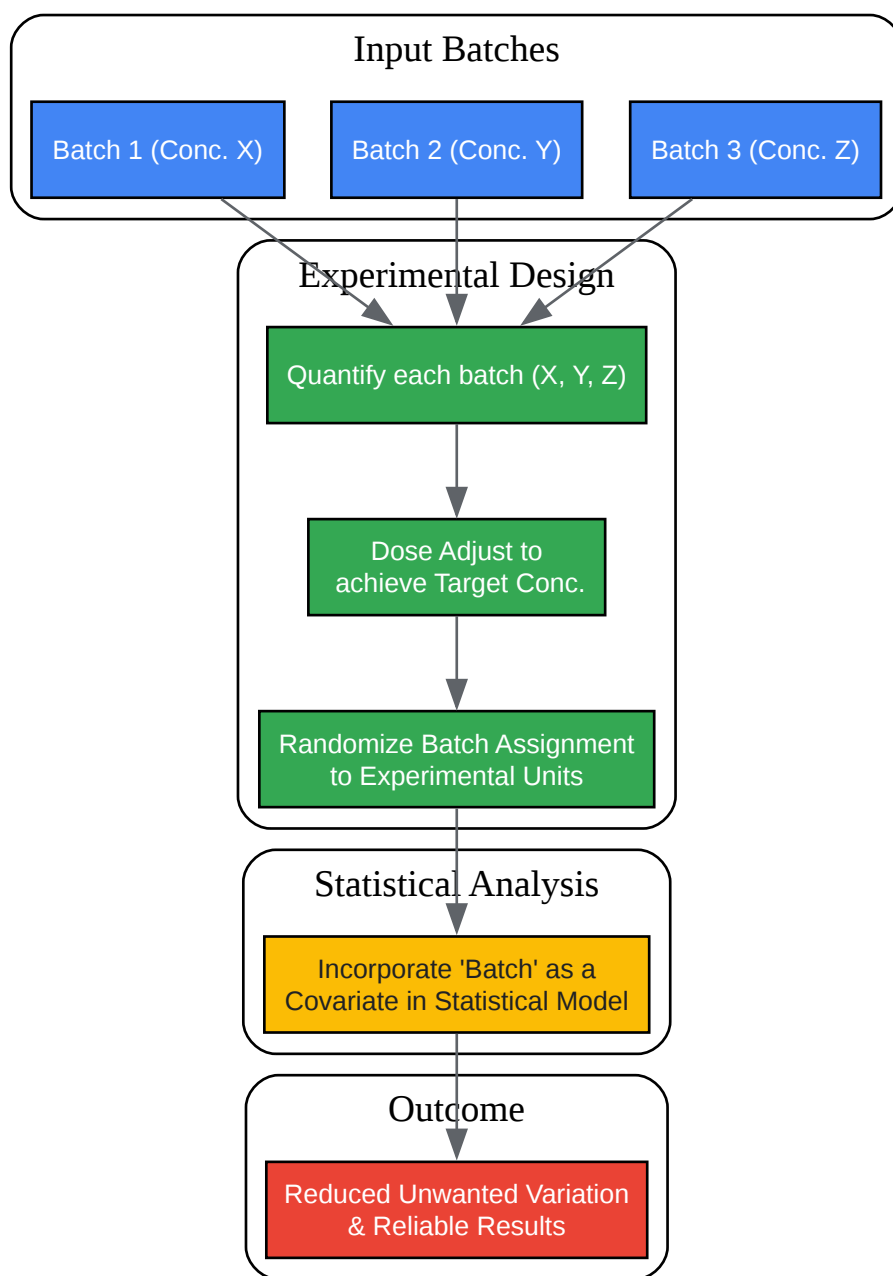 Input Batches
Batch 1 (Conc. X)
Batch 2 (Conc. Y)
Batch 3 (Conc. Z)
Experimental Design
Quantify each batch (X, Y, Z)
Dose Adjust to
achieve Target Conc.
Randomize Batch Assignment
to Experimental Units
Statistical Analysis
Incorporate 'Batch' as a
Covariate in Statistical Model
Outcome
Reduced Unwanted Variation
& Reliable Results